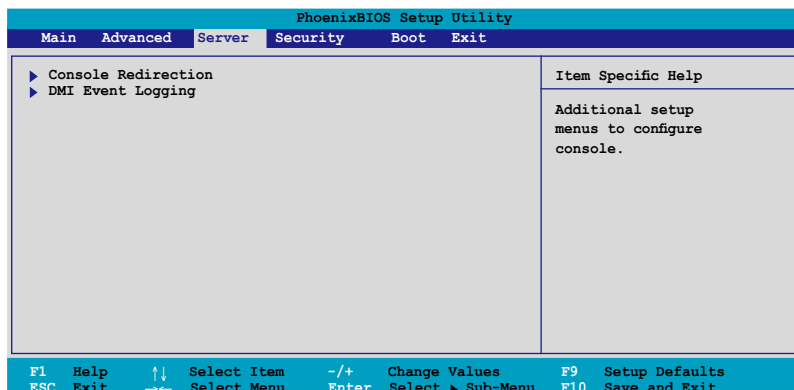 PhoenixBIOS Setup Utility
Main Advanced Server Security Boot Exit
Console Redirection
DMI Event Logging
Item Specific Help
Additional setup
menus to configure
console.
F1 Help ↑↓ Select Item -/+ Change Values F9 Setup Defaults
ESC Exit →← Select Menu Enter Select ▶ Sub-Menu F10 Save and Exit